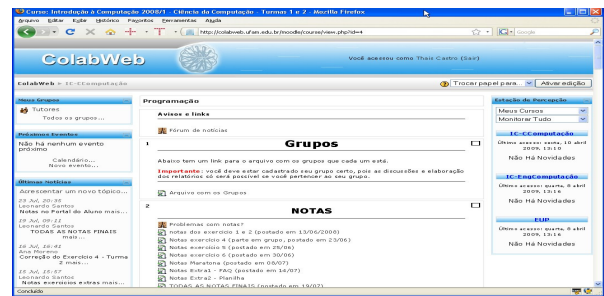 Curso: Introdução à Computação 2008/1 - Ciência da Computação - Turmas 1 e 2 - Mozilla Firefox
Arquivo Editar Exibir Histórico Favoritos Ferramentas Ajuda
http://colabweb.ufam.edu.br/moodle/course/view.php?id=4
Google
ColabWeb
Você acessou como Thais Castro (Sair)
ColabWeb ► IC-CComputação
Trocar papel para...
Ativar edição
Meus Grupos
Tutores
Todos os grupos...
Próximos Eventos
Não há nenhum evento
próximo
Calendário...
Novo evento...
Últimas Notícias
Acrescentar um novo tópico...
23 Jul, 20:35
Leonardo Santos
Notas no Portal do Aluno mais...
19 Jul, 09:11
Leonardo Santos
TODAS AS NOTAS FINAIS
mais...
16 Jul, 16:42
Ana Moreno
Correção do Exercício 4 - Turma
2 mais...
15 Jul, 15:57
Leonardo Santos
Notas exercícios extras mais...
Programação
Avisos e links
Fórum de notícias
1
Grupos
Abaixo tem um link para o arquivo com os grupos que cada um está.
Importante: você deve estar cadastrado seu grupo certo, pois as discussões e elaboração
dos relatórios só será possível se você pertencer ao seu grupo.
Arquivo com os Grupos
2
NOTAS
Problemas com notas?
notas dos exercício 1 e 2 (postado em 13/06/2008)
Notas exercício 4 (parte em grupo, postado em 23/06)
Notas exercício 5 (postado em 25/06)
Notas exercício 6 (postado em 30/06)
Notas Maratona (postado em 08/07)
Notas Extra1 - FAQ (postado em 14/07)
Notas Extra2 - Planilha
TODAS AS NOTAS FINAIS (postado em 19/07)
Estação de Percepção
Meus Cursos
Monitorar Tudo
IC-CComputação
Último acesso: sexta, 10 abril
2009, 13:10
Não Há Novidades
IC-EngComputação
Último acesso: quarta, 8 abril
2009, 13:16
Não Há Novidades
EUP
Último acesso: quarta, 8 abril
2009, 13:16
Não Há Novidades
Concluído